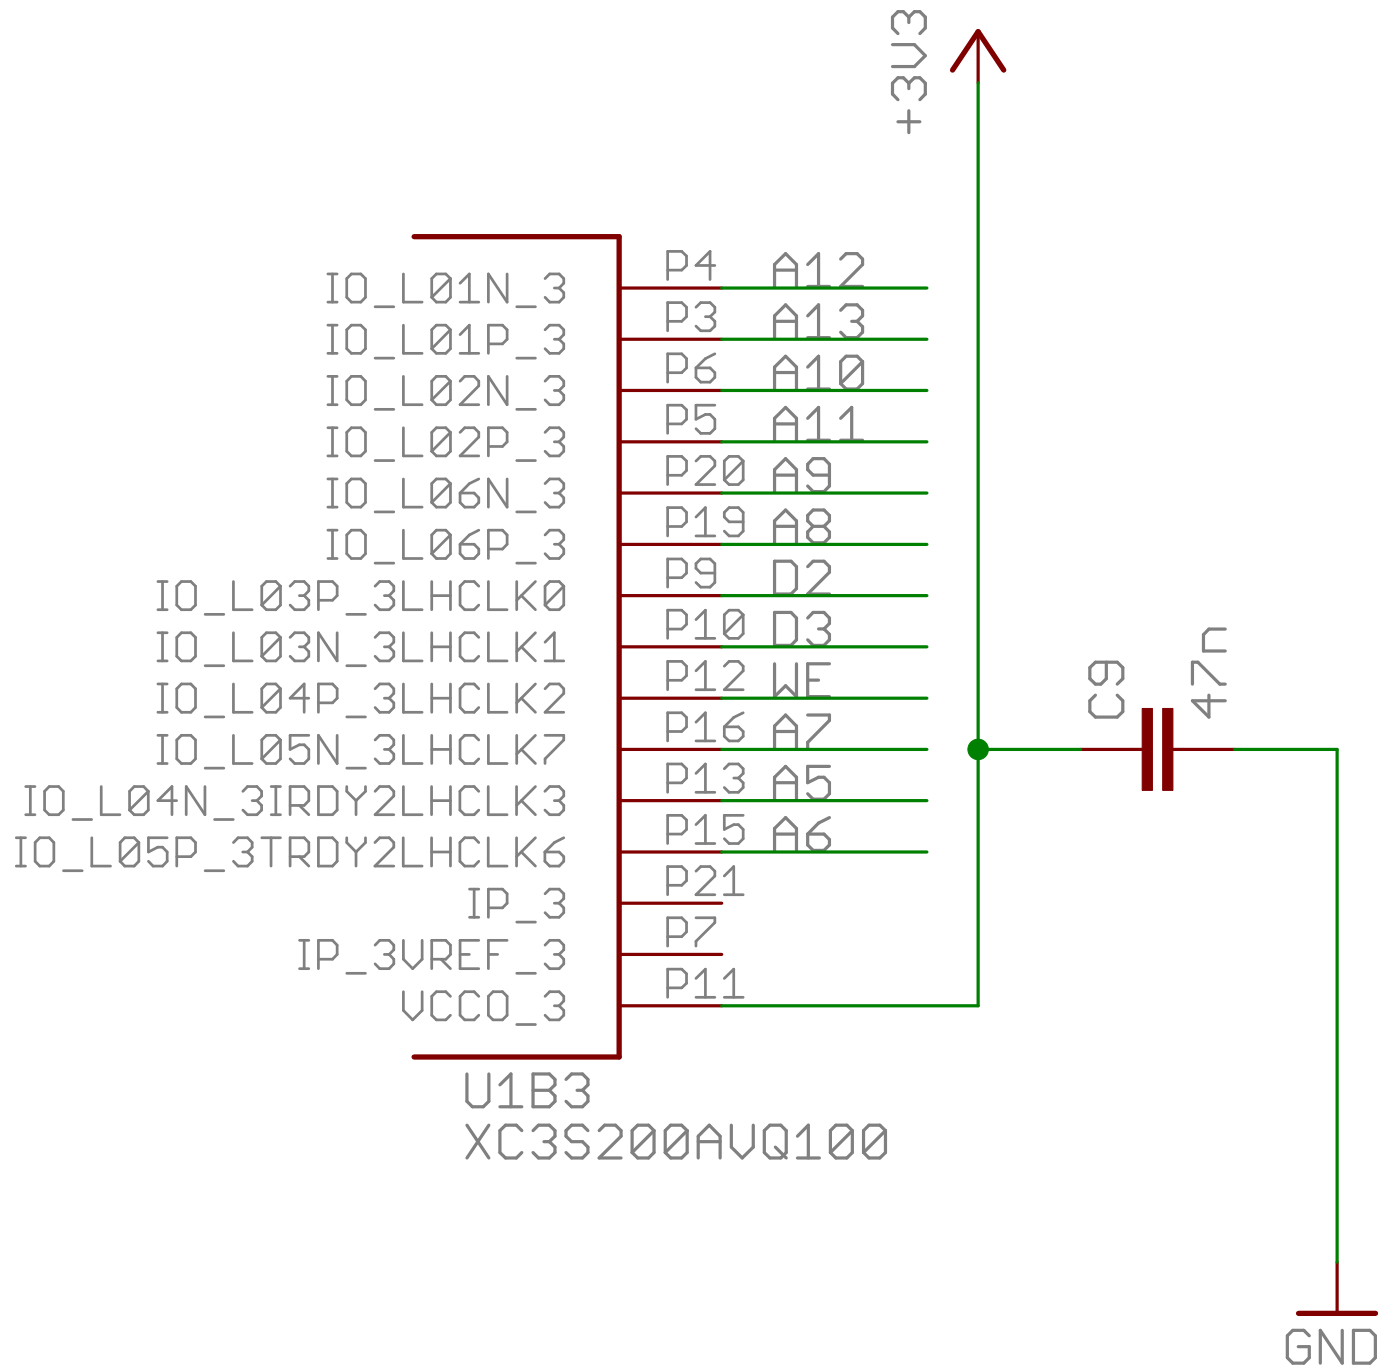 +3V3
IO_L01N_3 P4 A12
IO_L01P_3 P3 A13
IO_L02N_3 P6 A10
IO_L02P_3 P5 A11
IO_L06N_3 P20 A9
IO_L06P_3 P19 A8
IO_L03P_3LHCLK0 P9 D2
IO_L03N_3LHCLK1 P10 D3
IO_L04P_3LHCLK2 P12 WE
IO_L05N_3LHCLK7 P16 A7
IO_L04N_3IRDY2LHCLK3 P13 A5
IO_L05P_3TRDY2LHCLK6 P15 A6
IP_3 P21
IP_3VREF_3 P7
VCCO_3 P11
C9
47n
U1B3
XC3S200AVQ100
GND